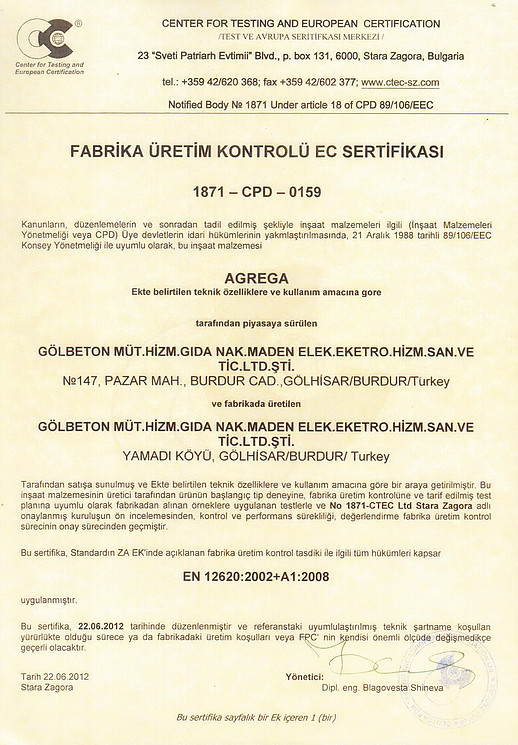 CENTER FOR TESTING AND EUROPEAN CERTIFICATION
/TEST VE AVRUPA SERITIFIKASI MERKEZI /
23 "Sveti Patriarh Evtimii" Blvd., p. box 131, 6000, Stara Zagora, Bulgaria
Center for Testing and
European Certification
tel.: +359 42/620 368; fax +359 42/602 377; www.ctec-sz.com
Notified Body № 1871 Under article 18 of CPD 89/106/EEC
FABRİKA ÜRETİM KONTROLÜ EC SERTİFİKASI
1871 – CPD – 0159
Kanunların, düzenlemelerin ve sonradan tadil edilmiş şekliyle inşaat malzemeleri ilgili (İnşaat Malzemeleri
Yönetmeliği veya CPD) Üye devletlerin idari hükümlerinin yakmlaştırılmasında, 21 Aralık 1988 tarihli 89/106/EEC
Konsey Yönetmeliği ile uyumlu olarak, bu inşaat malzemesi
AGREGA
Ekte belirtilen teknik özelliklere ve kullanım amacına gore
tarafından piyasaya sürülen
GÖLBETON MÜT.HİZM.GIDA NAK.MADEN ELEK.EKETRO.HİZM.SAN.VE
TİC.LTD.ŞTİ.
№147, PAZAR MAH., BURDUR CAD.,GÖLHİSAR/BURDUR/Turkey
ve fabrikada üretilen
GÖLBETON MÜT.HİZM.GIDA NAK.MADEN ELEK.EKETRO.HİZM.SAN.VE
TİC.LTD.ŞTİ.
YAMADI KÖYÜ, GÖLHİSAR/BURDUR/ Turkey
Tarafından satışa sunulmuş ve Ekte belirtilen teknik özelliklere ve kullanım amacına göre bir araya getirilmiştir. Bu
inşaat malzemesinin üretici tarafından ürünün başlangıç tip deneyine, fabrika üretim kontrolüne ve tarif edilmiş test
planına uyumlu olarak fabrikadan alınan örneklere uygulanan testlerle ve No 1871-CTEC Ltd Stara Zagora adlı
onaylanmış kuruluşun ön incelemesinden, kontrol ve performans sürekliliği, değerlendirme fabrika üretim kontrol
sürecinin onay sürecinden geçmiştir.
Bu sertifika, Standardın ZA EK'inde açıklanan fabrika üretim kontrol tasdiki ile ilgili tüm hükümleri kapsar
EN 12620:2002+A1:2008
uygulanmıştır.
Bu sertifika, 22.06.2012 tarihinde düzenlenmiştir ve referanstaki uyumlulaştırılmış teknik şartname koşulları
yürürlükte olduğu sürece ya da fabrikadaki üretim koşulları veya FPC' nin kendisi önemli ölçüde değişmedikçe
geçerli olacaktır.
Tarih 22.06.2012
Stara Zagora
Yönetici:
Dipl. eng. Blagovesta Shineva
Bu sertifika sayfalık bir Ek içeren 1 (bir)